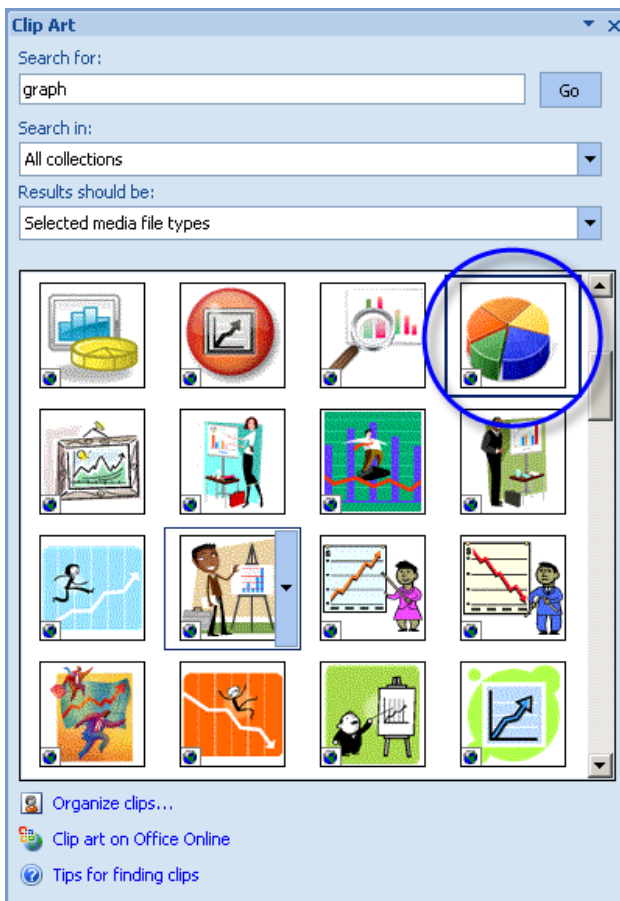 Clip Art
Search for:
graph
Go
Search in:
All collections
Results should be:
Selected media file types
Organize clips...
Clip art on Office Online
Tips for finding clips